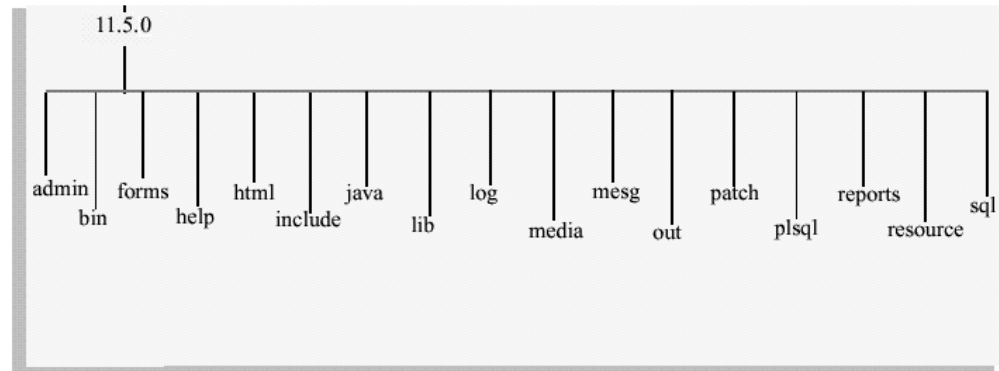 11.5.0
admin
bin
forms
help
html
include
java
lib
log
media
mesg
out
patch
plsql
reports
resource
sql